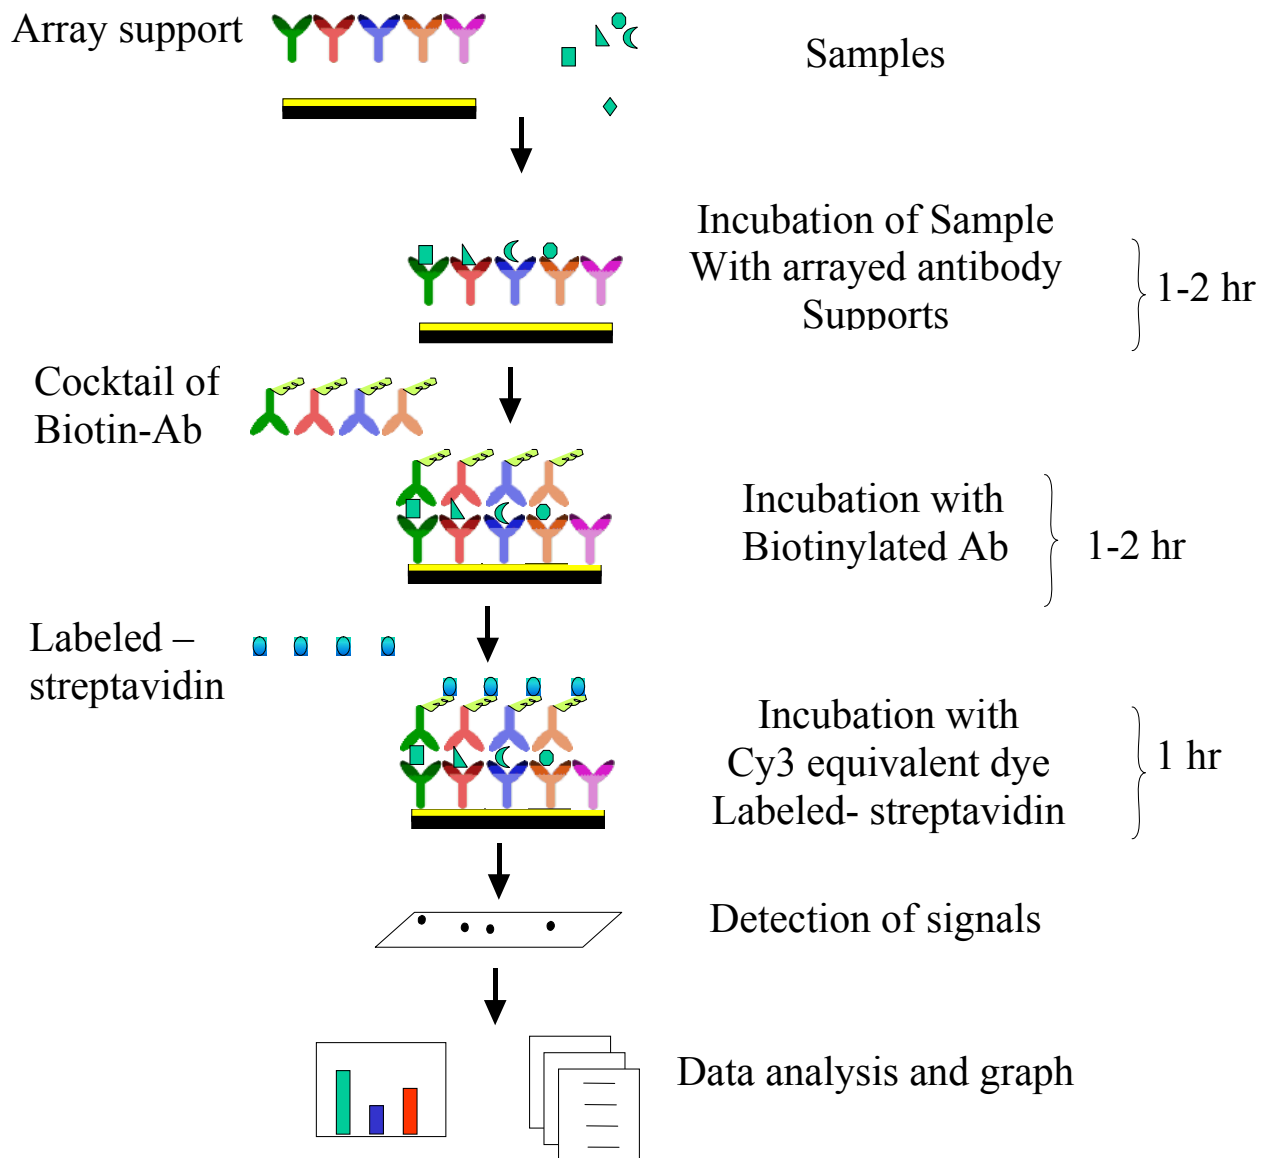 Array support
Samples
Incubation of Sample
With arrayed antibody
Supports
1-2 hr
Cocktail of
Biotin-Ab
Incubation with
Biotinylated Ab
1-2 hr
Labeled –
streptavidin
Incubation with
Cy3 equivalent dye
Labeled- streptavidin
1 hr
Detection of signals
Data analysis and graph